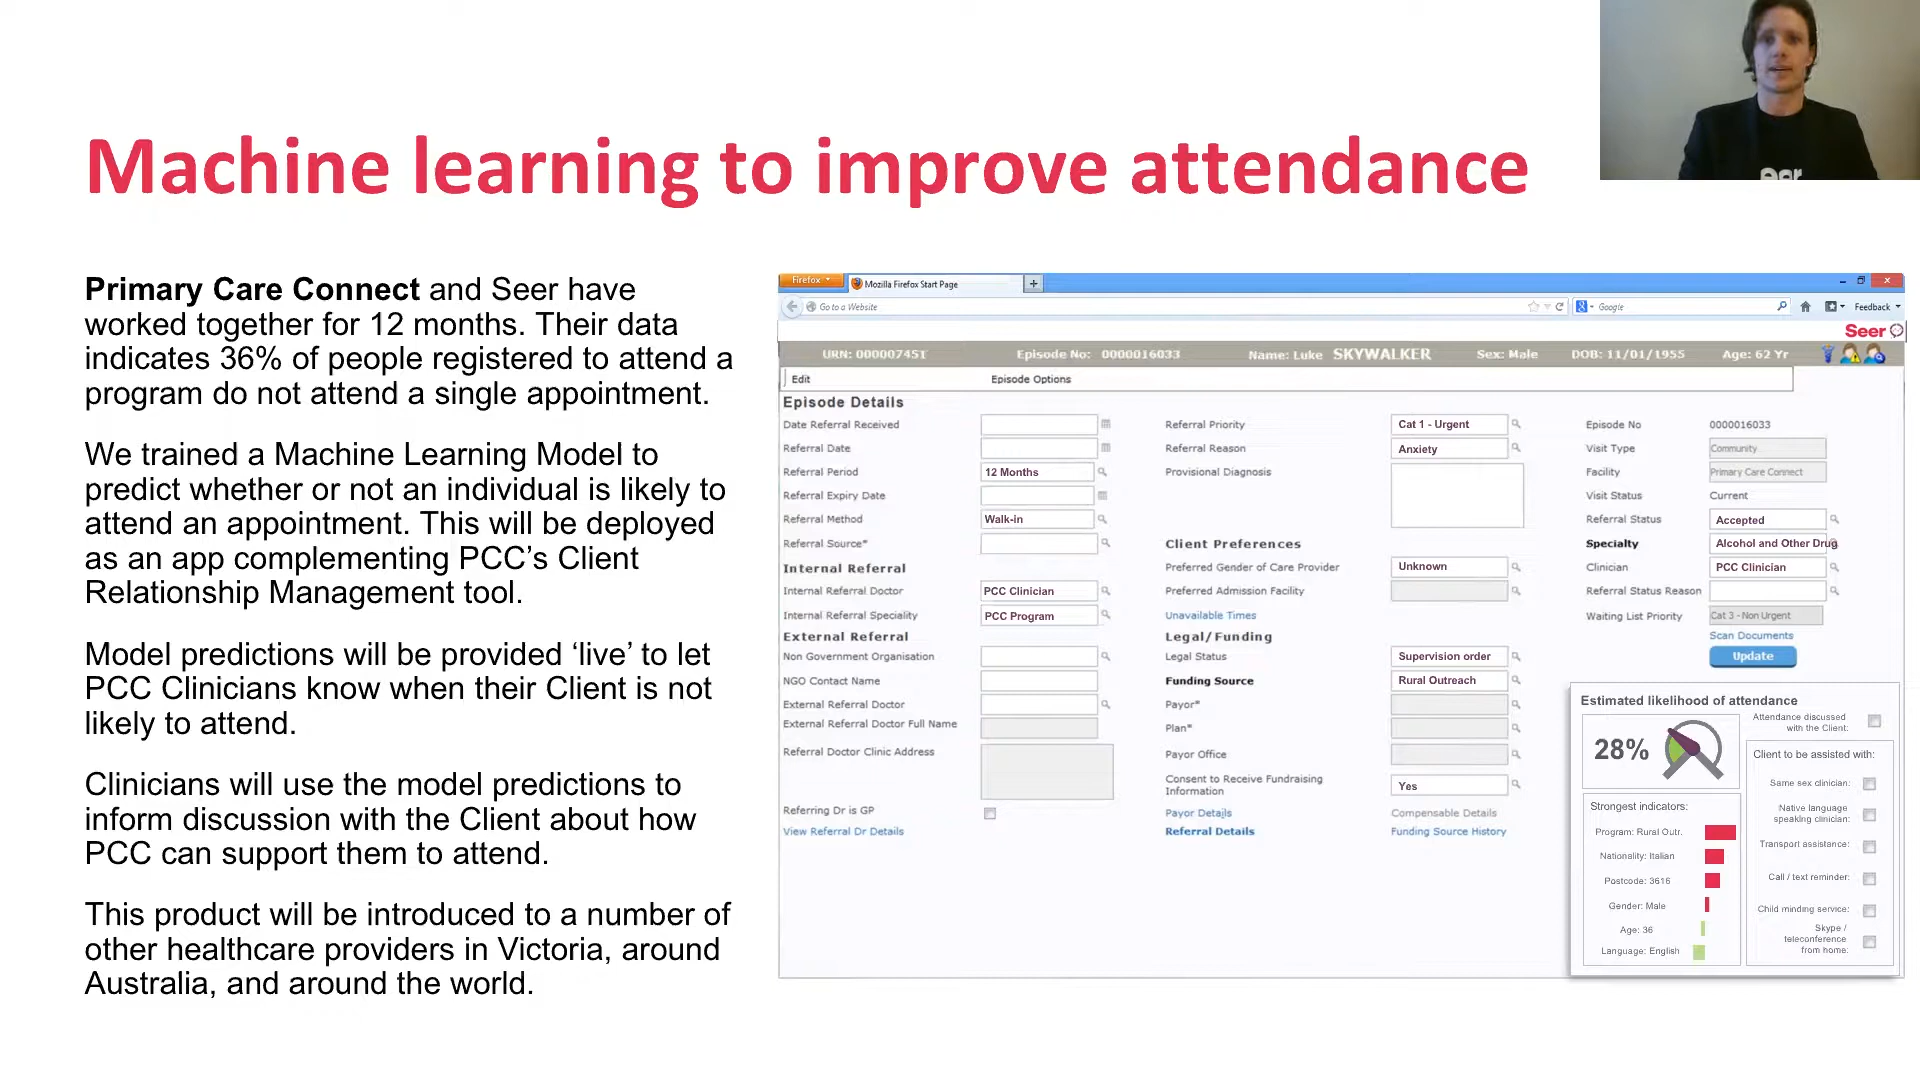 Machine learning to improve attendance
Primary Care Connect and Seer have
worked together for 12 months. Their data
indicates 36% of people registered to attend a
program do not attend a single appointment.
We trained a Machine Learning Model to
predict whether or not an individual is likely to
attend an appointment. This will be deployed
as an app complementing PCC’s Client
Relationship Management tool.
Model predictions will be provided ‘live’ to let
PCC Clinicians know when their Client is not
likely to attend.
Clinicians will use the model predictions to
inform discussion with the Client about how
PCC can support them to attend.
This product will be introduced to a number of
other healthcare providers in Victoria, around
Australia, and around the world.
Firefox
Mozilla Firefox Start Page
Go to a Website
Google
Feedback
Seer
URN: 000007451 Episode No: 0000016033 Name: Luke SKYWALKER Sex: Male DOB: 11/01/1955 Age: 62 Yr
Edit Episode Options
Episode Details
Date Referral Received
Referral Date
Referral Period 12 Months
Referral Expiry Date
Referral Method Walk-in
Referral Source*
Internal Referral
Internal Referral Doctor PCC Clinician
Internal Referral Speciality PCC Program
External Referral
Non Government Organisation
NGO Contact Name
External Referral Doctor
External Referral Doctor Full Name
Referral Doctor Clinic Address
Referring Dr is GP
View Referral Dr Details
Referral Priority Cat 1 - Urgent
Referral Reason Anxiety
Provisional Diagnosis
Client Preferences
Preferred Gender of Care Provider Unknown
Preferred Admission Facility
Unavailable Times
Legal/Funding
Legal Status Supervision order
Funding Source Rural Outreach
Payor*
Plan*
Payor Office
Consent to Receive Fundraising
Information Yes
Payor Details Compensable Details
Referral Details Funding Source History
Episode No 0000016033
Visit Type Community
Facility Primary Care Connect
Visit Status Current
Referral Status Accepted
Specialty Alcohol and Other Drug
Clinician PCC Clinician
Referral Status Reason
Waiting List Priority Cat 3 - Non Urgent
Scan Documents
Update
Estimated likelihood of attendance
28%
Strongest indicators:
Program: Rural Outr.
Nationality: Italian
Postcode: 3616
Gender: Male
Age: 36
Language: English
Attendance discussed
with the Client:
Client to be assisted with:
Same sex clinician:
Native language
speaking clinician:
Transport assistance:
Call / text reminder:
Child minding service:
Skype /
teleconference
from home: